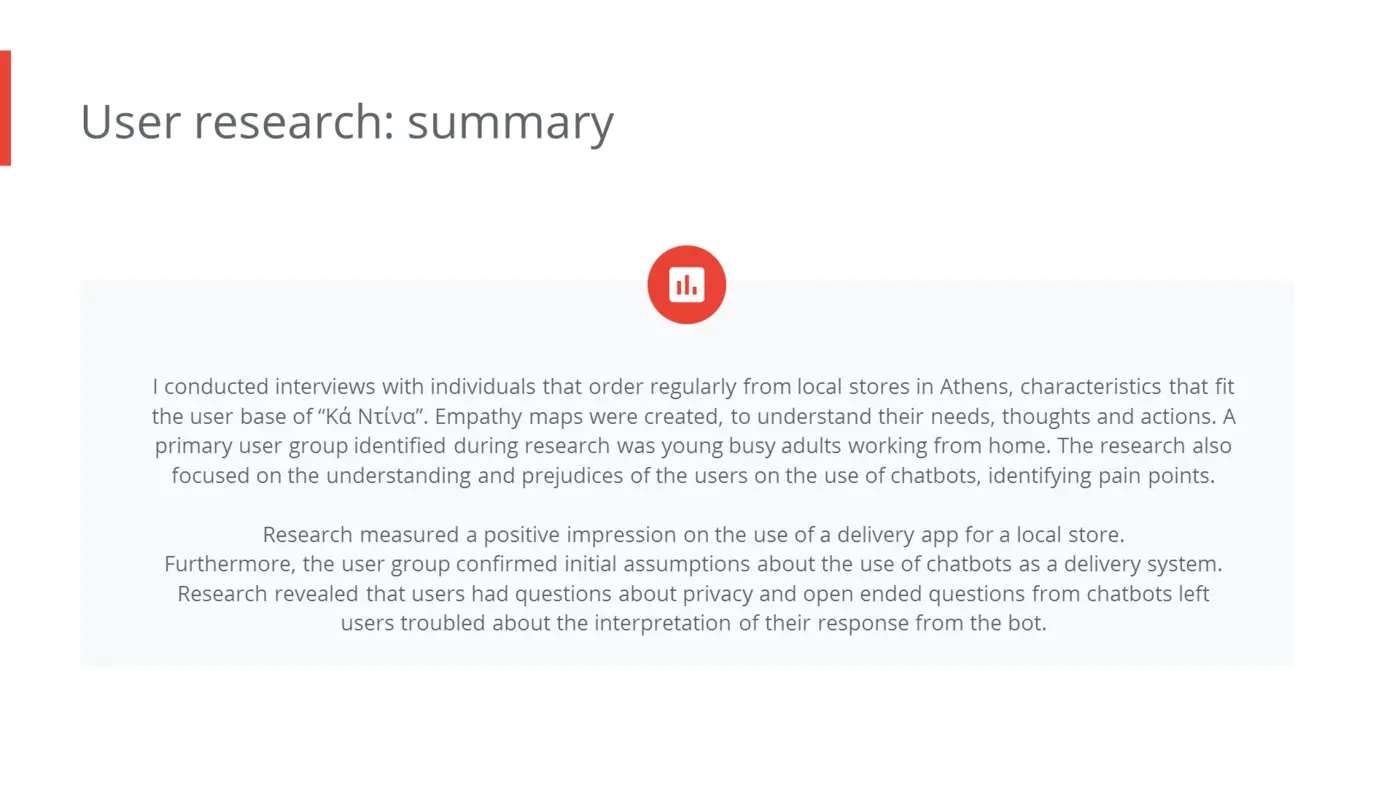 User research: summary
I conducted interviews with individuals that order regularly from local stores in Athens, characteristics that fit
the user base of “Κά Ντίνα”. Empathy maps were created, to understand their needs, thoughts and actions. A
primary user group identified during research was young busy adults working from home. The research also
focused on the understanding and prejudices of the users on the use of chatbots, identifying pain points.
Research measured a positive impression on the use of a delivery app for a local store.
Furthermore, the user group confirmed initial assumptions about the use of chatbots as a delivery system.
Research revealed that users had questions about privacy and open ended questions from chatbots left
users troubled about the interpretation of their response from the bot.